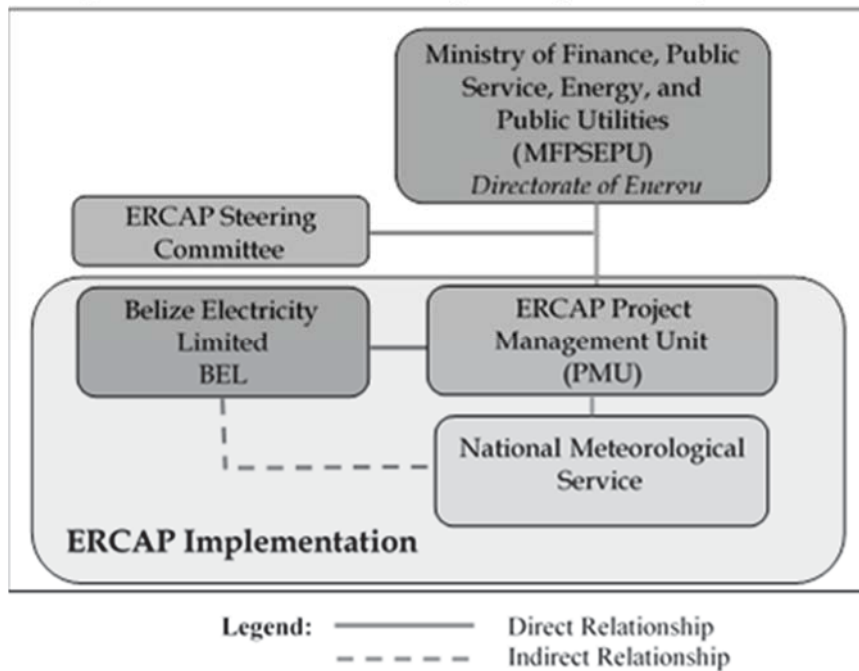 Ministry of Finance, Public
Service, Energy, and
Public Utilities
(MFPSEPU)
Directorate of Energy
ERCAP Steering
Committee
Belize Electricity
Limited
BEL
ERCAP Project
Management Unit
(PMU)
National Meteorological
Service
ERCAP Implementation
Legend:
Direct Relationship
Indirect Relationship